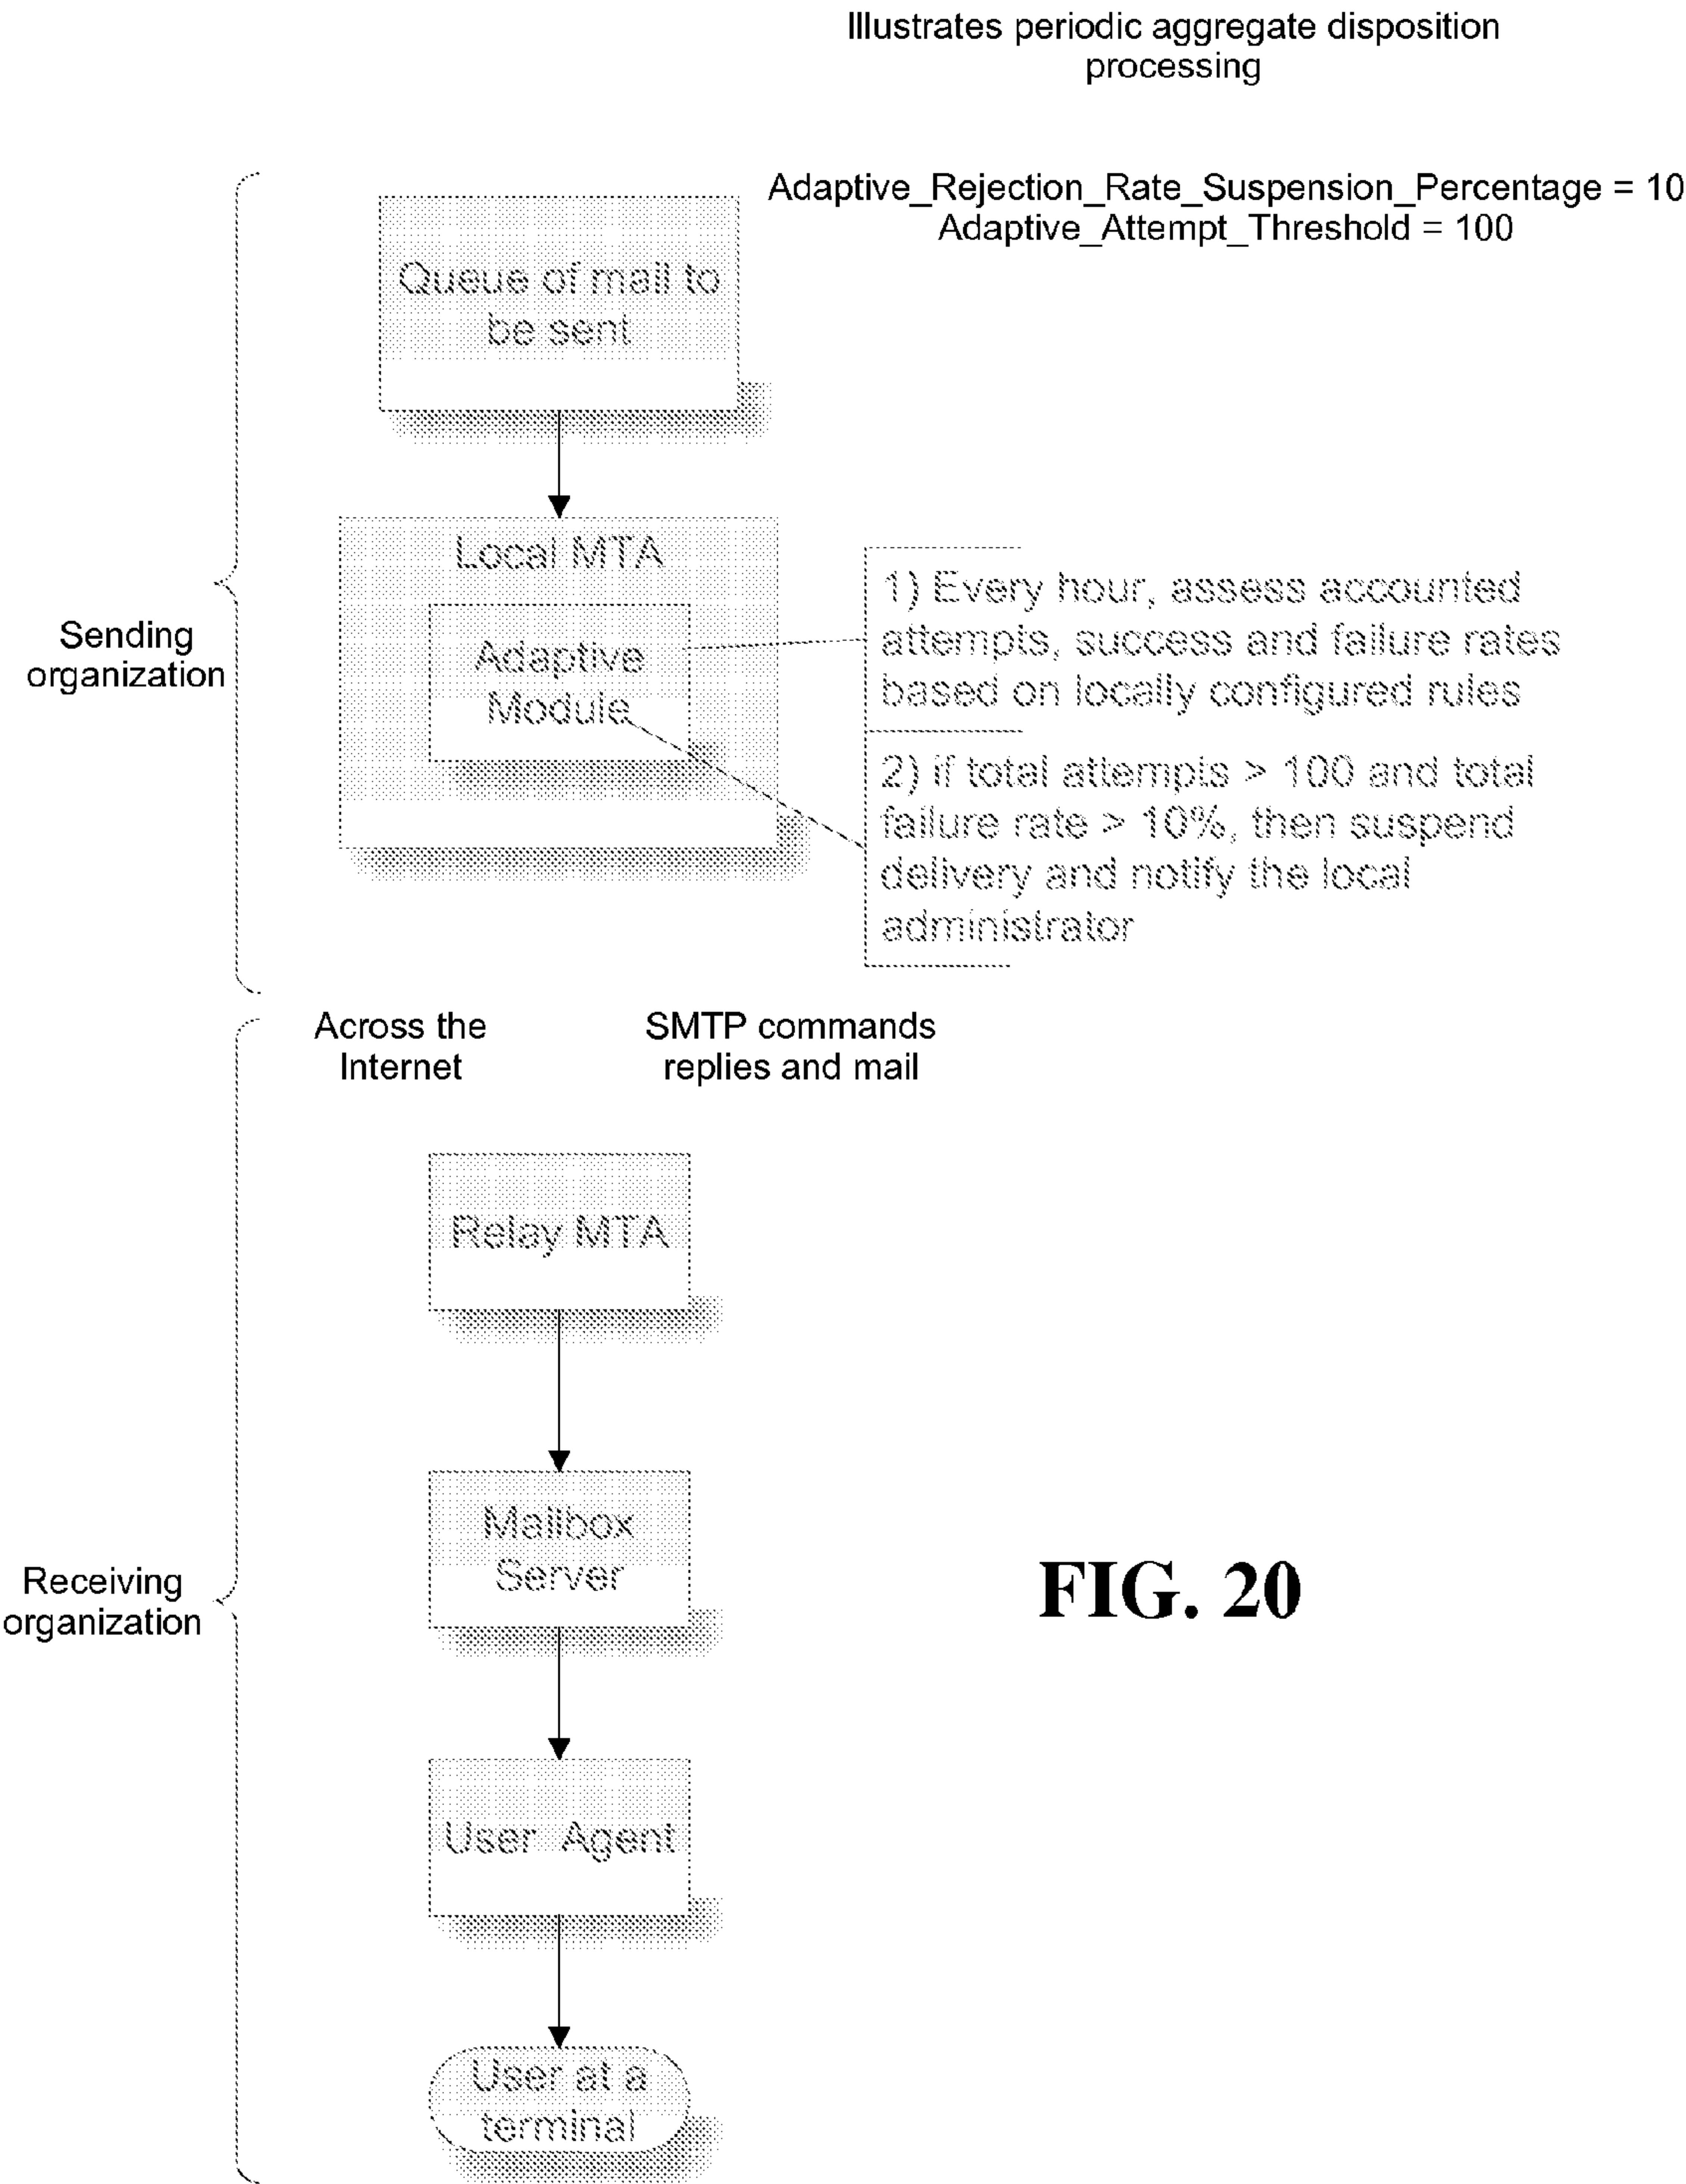 Illustrates periodic aggregate disposition
processing
Adaptive_Rejection_Rate_Suspension_Percentage = 10
Adaptive_Attempt_Threshold = 100
Queue of mail to
be sent
Local MTA
Adaptive
Module
1) Every hour, assess accounted
attempts, success and failure rates
based on locally configured rules
2) if total attempts > 100 and total
failure rate > 10%, then suspend
delivery and notify the local
administrator
Sending
organization
Across the
Internet
SMTP commands
replies and mail
Relay MTA
Mailbox
Server
Receiving
organization
FIG. 20
User Agent
User at a
terminal